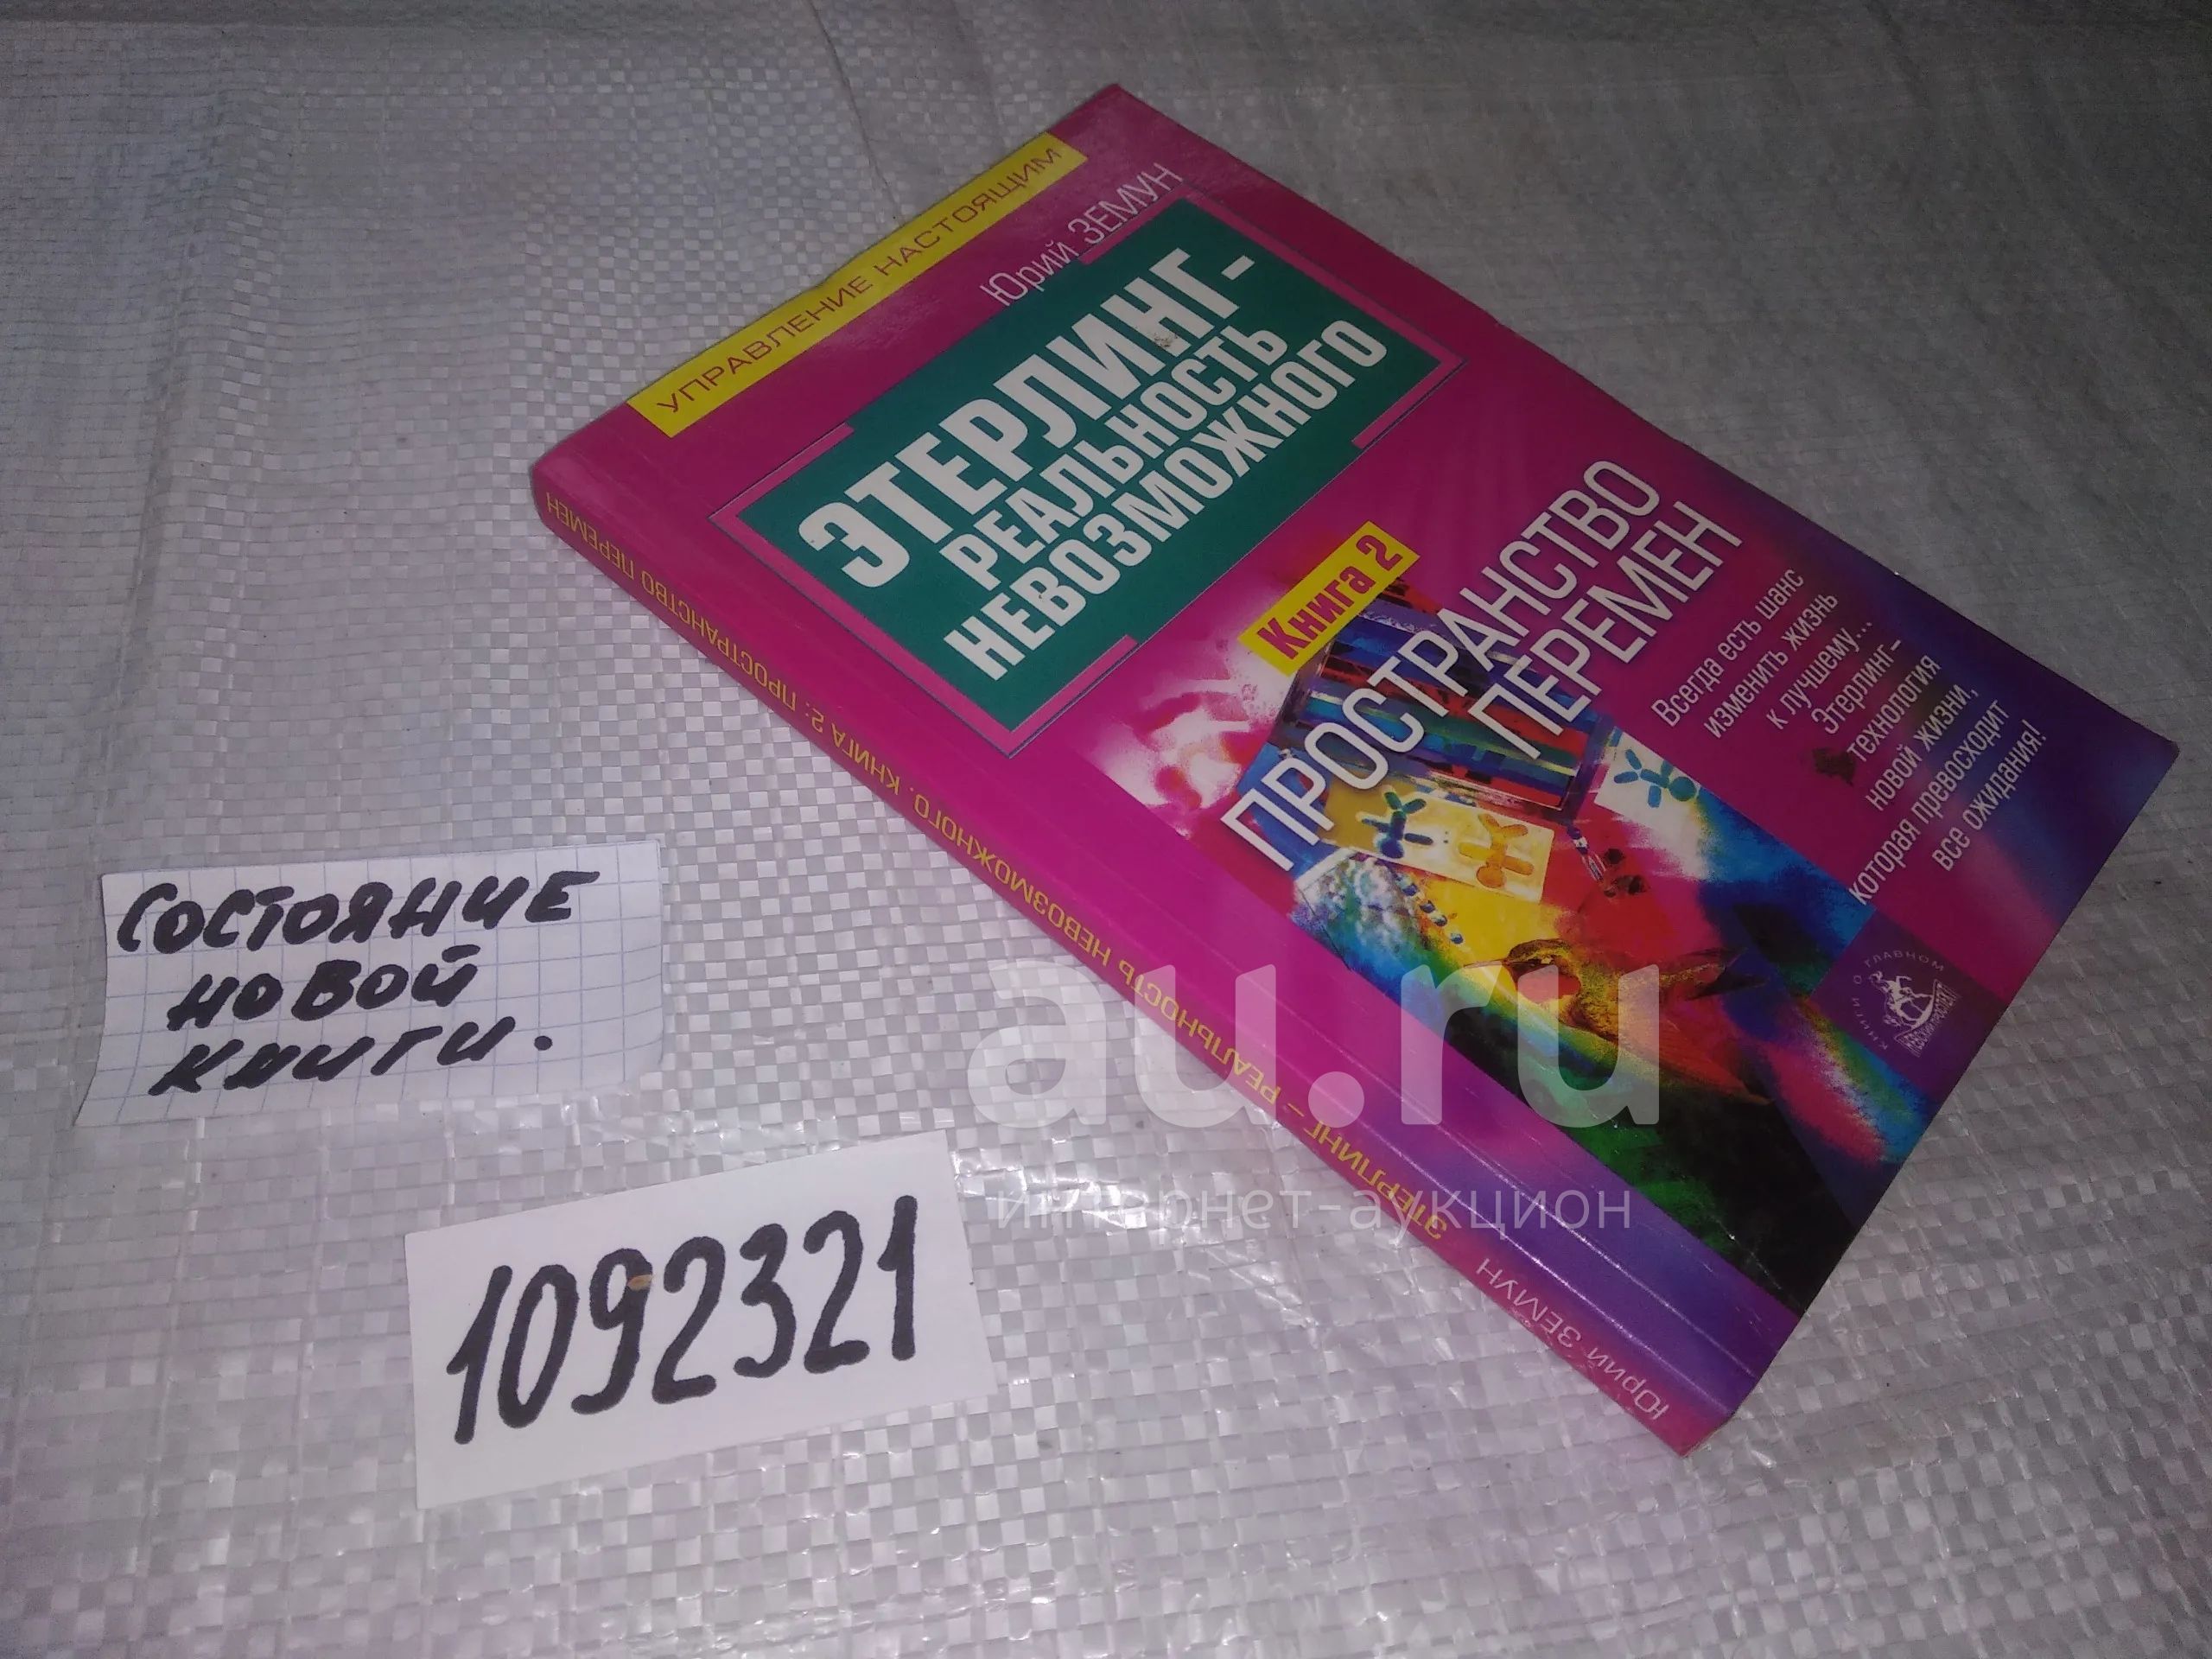 УПРАВЛЕНИЕ НАСТОЯЩИМ
Юрий ЗЕМУН
ЭТЕРЛИНГ-
РЕАЛЬНОСТЬ
НЕВОЗМОЖНОГО
Книга 2
ПРОСТРАНСТВО
ПЕРЕМЕН
Всегда есть шанс
изменить жизнь
к лучшему...
Этерлинг –
технология
новой жизни,
которая превосходит
все ожидания!
КНИГИ О ГЛАВНОМ
Юрий ЗЕМУН ЭТЕРЛИНГ – РЕАЛЬНОСТЬ НЕВОЗМОЖНОГО. КНИГА 2: ПРОСТРАНСТВО ПЕРЕМЕН
СОСТОЯНИЕ
НОВОЙ
КНИГИ.
1092321
au.ru
интернет-аукцион